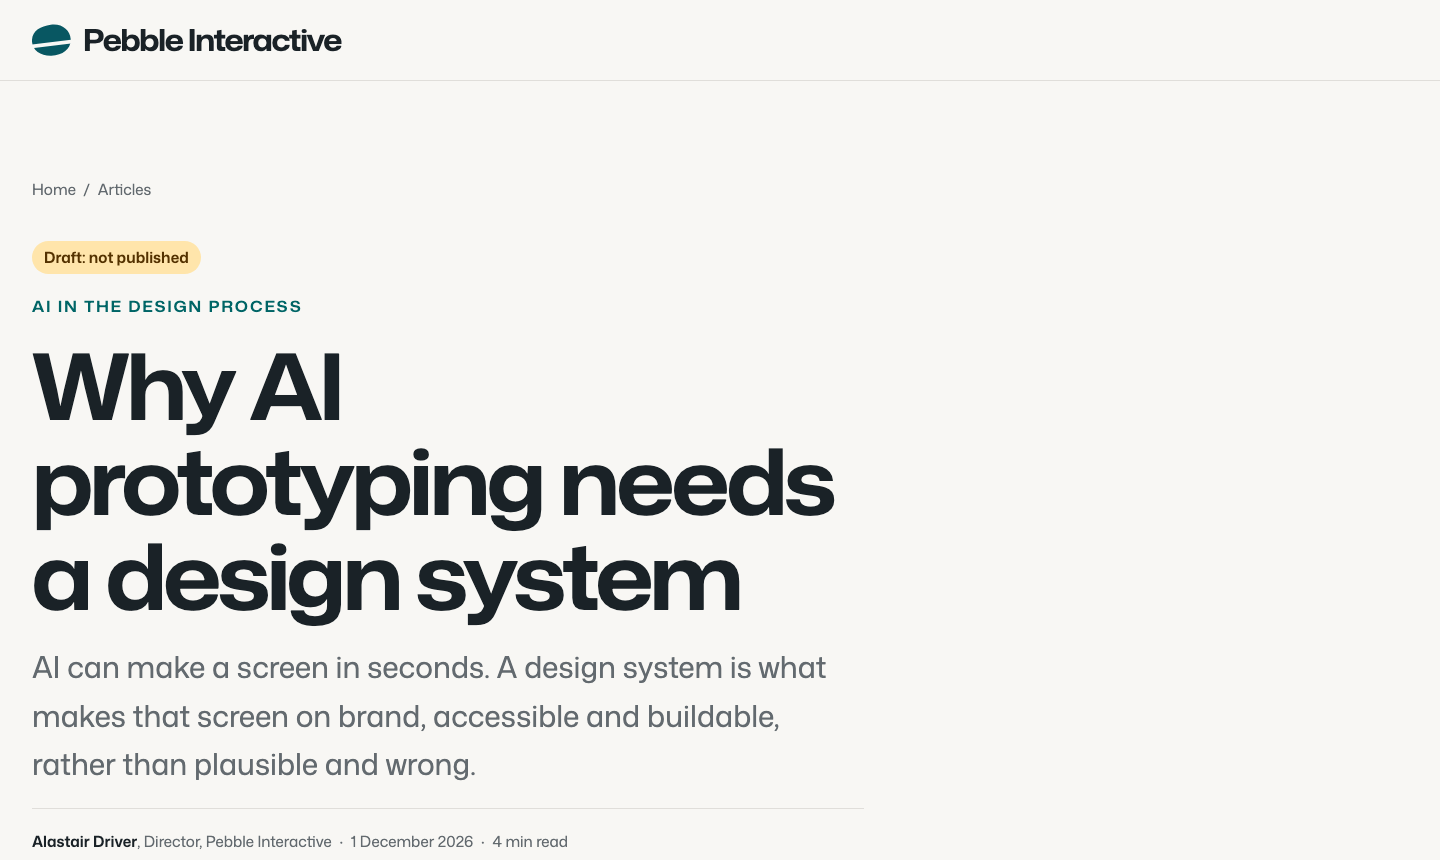 Pebble Interactive
Home / Articles
Draft: not published
AI IN THE DESIGN PROCESS
Why AI
prototyping needs
a design system
AI can make a screen in seconds. A design system is what
makes that screen on brand, accessible and buildable,
rather than plausible and wrong.
Alastair Driver, Director, Pebble Interactive · 1 December 2026 · 4 min read